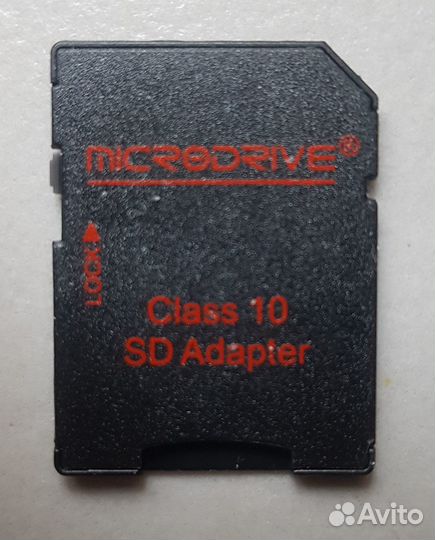 MICRODRIVE®
LOCK
Class 10
SD Adapter
Avito